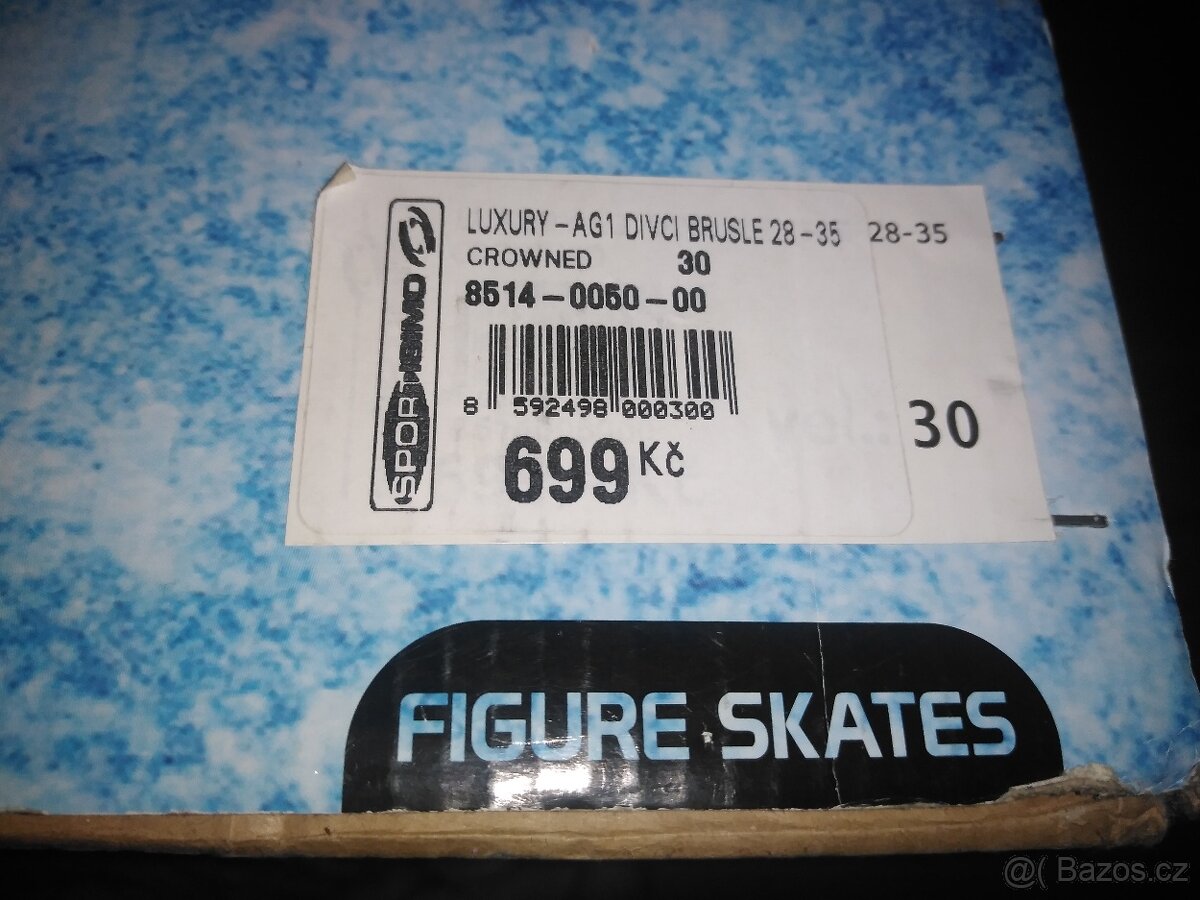 LUXURY-AG1 DIVCI BRUSLE 28-35 28-35
CROWNED 30
8514-0050-00
8 592498 000300
699 Kč
30
SPORTISIMO
FIGURE SKATES
@( Bazos.cz